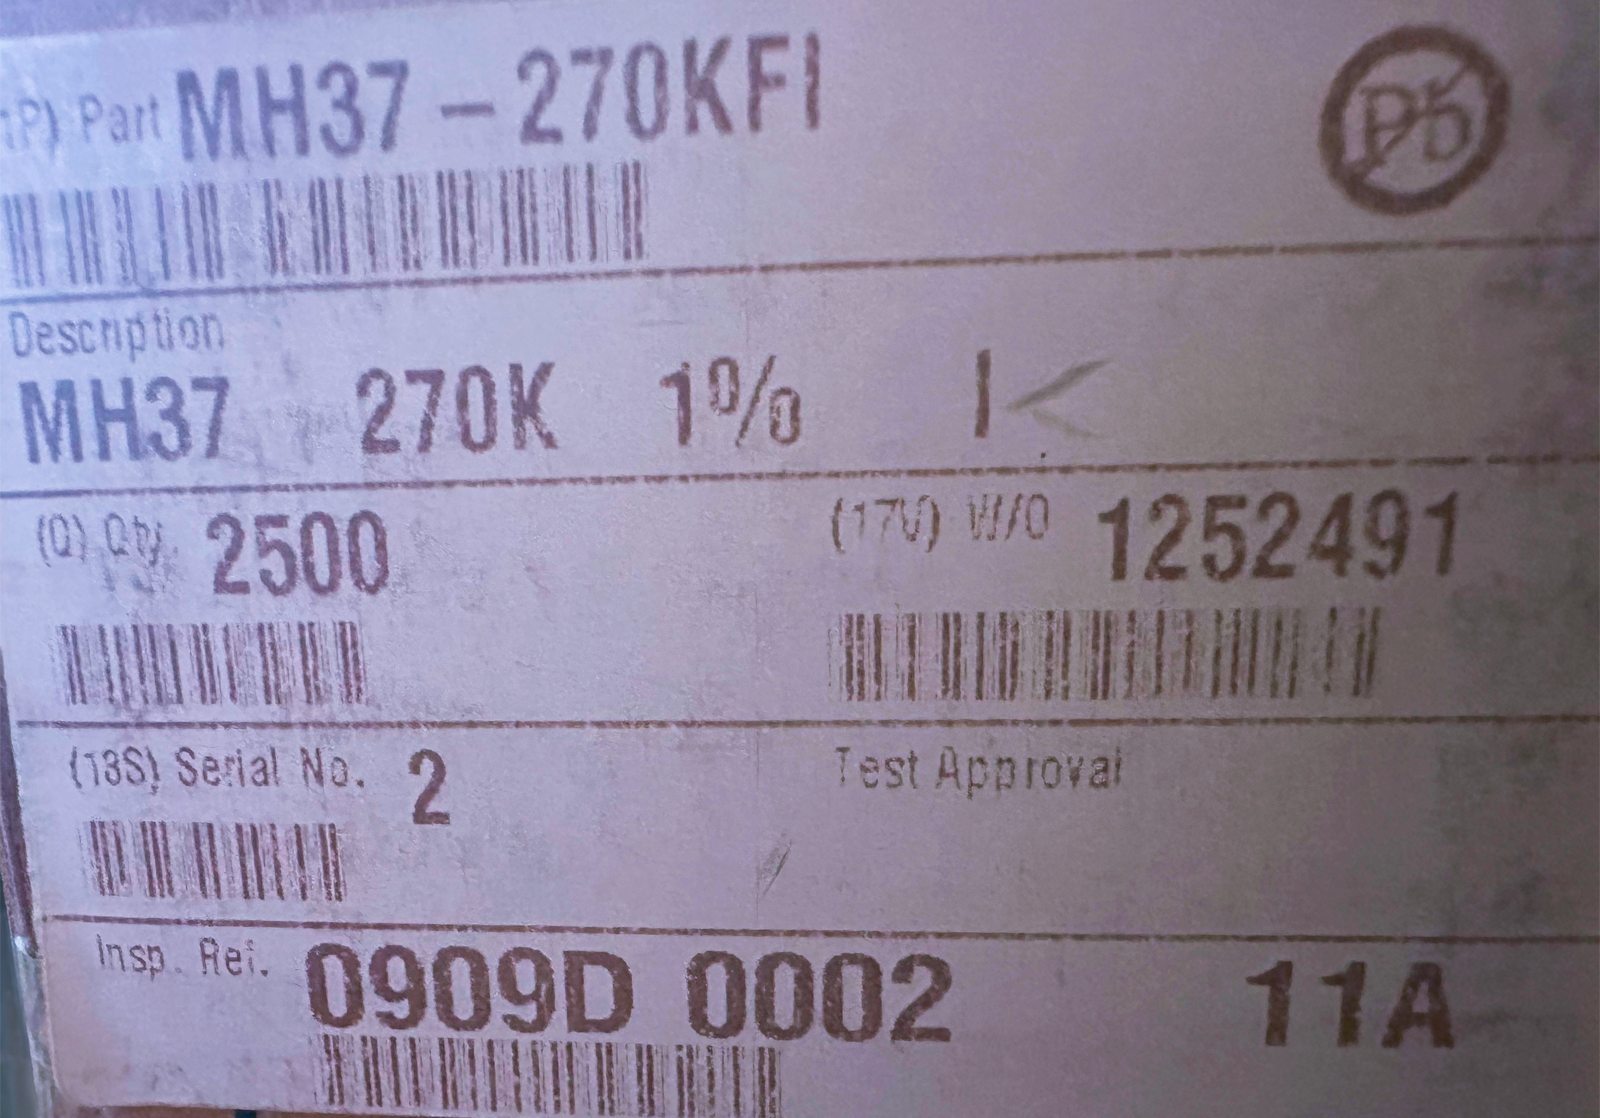 (1P) Part MH37-270KFI
Pb
Description
MH37 270K 1% I
(Q) Qty. 2500
(17V) W/O 1252491
(13S) Serial No. 2
Test Approval
Insp. Ref. 0909D 0002 11A